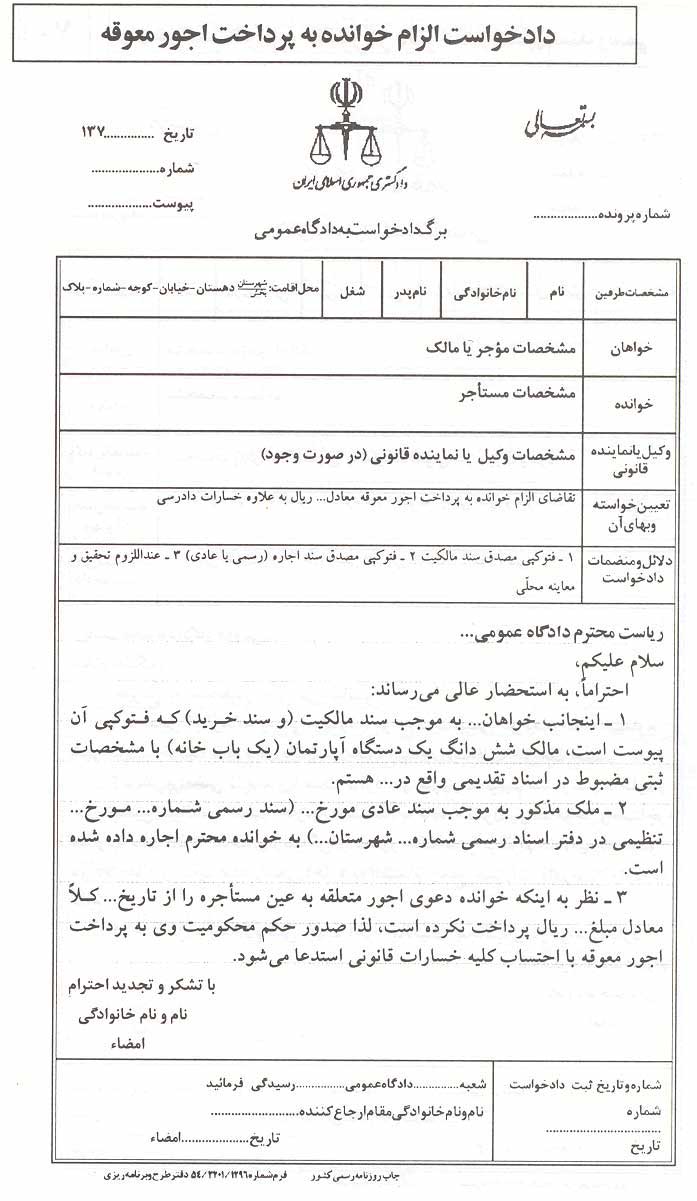 دادخواست الزام خوانده به پرداخت اجور معوقه
بسمه تعالی
تاریخ ...............۱۳۷
شماره.....................
پیوست...................
دادگستری جمهوری اسلامی ایران
شماره پرونده...................
برگ دادخواست به دادگاه عمومی
مشخصات طرفین
نام
نام خانوادگی
نام پدر
شغل
محل اقامت: شهرستان بخش دهستان - خیابان - کوچه - شماره - پلاک
خواهان
مشخصات مؤجر یا مالک
خوانده
مشخصات مستأجر
وکیل یا نماینده قانونی
مشخصات وکیل یا نماینده قانونی (در صورت وجود)
تعیین خواسته وبهای آن
تقاضای الزام خوانده به پرداخت اجور معوقه معادل... ریال به علاوه خسارات دادرسی
دلائل و منضمات دادخواست
۱ ـ فتوکپی مصدق سند مالکیت ۲ ـ فتوکپی مصدق سند اجاره (رسمی یا عادی) ۳ ـ عنداللزوم تحقیق و
معاینه محلّی
ریاست محترم دادگاه عمومی...
سلام علیکم،
احتراماً، به استحضار عالی می‌رساند:
۱ ـ اینجانب خواهان... به موجب سند مالکیت (و سند خرید) که فتوکپی آن
پیوست است، مالک شش دانگ یک دستگاه آپارتمان (یک باب خانه) با مشخصات
ثبتی مضبوط در اسناد تقدیمی واقع در... هستم.
۲ ـ ملک مذکور به موجب سند عادی مورخ... (سند رسمی شماره... مورخ...
تنظیمی در دفتر اسناد رسمی شماره... شهرستان...) به خوانده محترم اجاره داده شده
است.
۳ ـ نظر به اینکه خوانده دعوی اجور متعلقه به عین مستأجره را از تاریخ... کلاً
معادل مبلغ... ریال پرداخت نکرده است، لذا صدور حکم محکومیت وی به پرداخت
اجور معوقه با احتساب کلیه خسارات قانونی استدعا می‌شود.
با تشکر و تجدید احترام
نام و نام خانوادگی
امضاء
شماره و تاریخ ثبت دادخواست
شماره
................................
تاریخ
شعبه..............دادگاه عمومی...............رسیدگی فرمائید
نام و نام خانوادگی مقام ارجاع کننده..........................
تاریخ....................امضاء
چاپ روزنامه رسمی کشور
فرم شماره ۵۴/۳۲۰۱/۱۲۹۶ دفتر طرح و برنامه ریزی